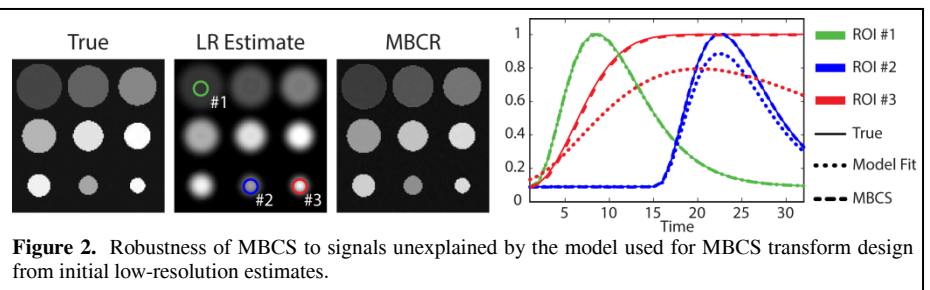 True
LR Estimate
MBCR
#1
#2
#3
1
0.8
0.6
0.4
0.2
0
5
10
15
20
25
30
Time
ROI #1
ROI #2
ROI #3
True
Model Fit
MBCS
Figure 2. Robustness of MBCS to signals unexplained by the model used for MBCS transform design
from initial low-resolution estimates.